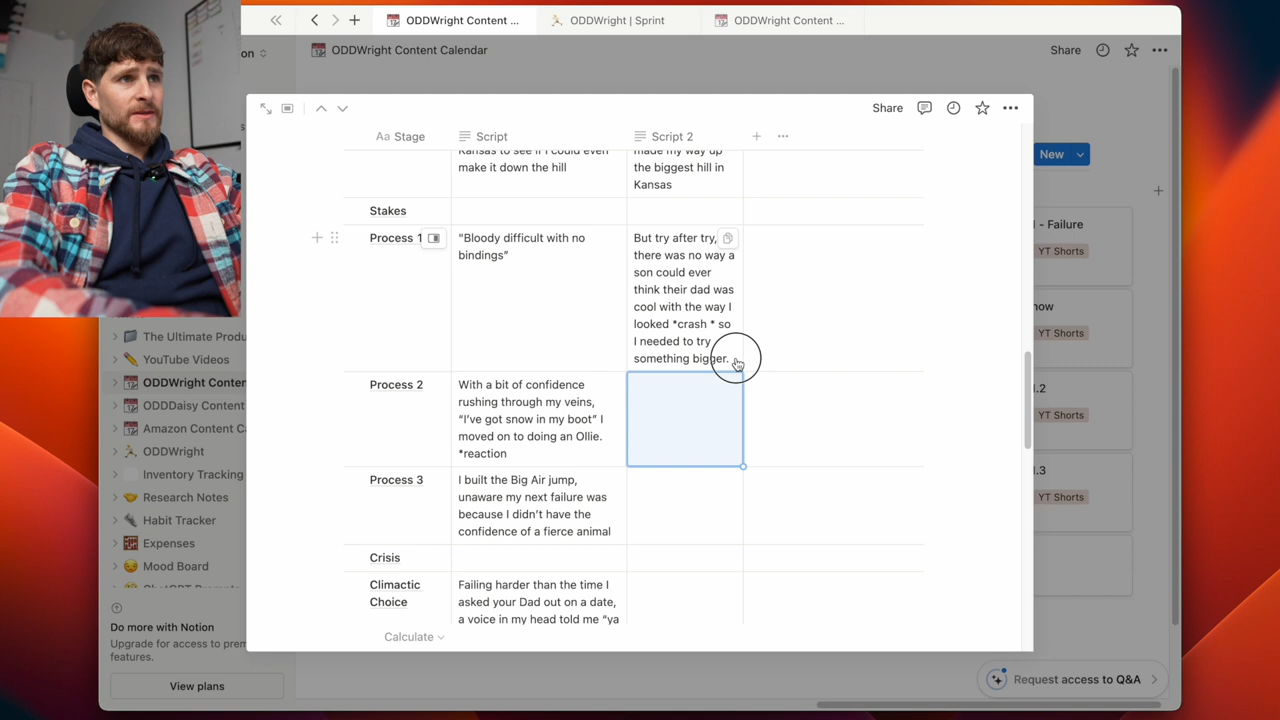 ODDWright Content ...
ODDWright | Sprint
ODDWright Content ...
on
ODDWright Content Calendar
Share
Share
Aa Stage
Script
Script 2
Kansas to see if I could even
make it down the hill
made my way up
the biggest hill in
Kansas
Stakes
Process 1
"Bloody difficult with no
bindings"
But try after try,
there was no way a
son could ever
think their dad was
cool with the way I
looked *crash * so
I needed to try
something bigger.
Process 2
With a bit of confidence
rushing through my veins,
“I’ve got snow in my boot” I
moved on to doing an Ollie.
*reaction
Process 3
I built the Big Air jump,
unaware my next failure was
because I didn’t have the
confidence of a fierce animal
Crisis
Climactic
Choice
Failing harder than the time I
asked your Dad out on a date,
a voice in my head told me “ya
Calculate
New
- Failure
YT Shorts
now
YT Shorts
.2
YT Shorts
.3
YT Shorts
The Ultimate Produ
YouTube Videos
ODDWright Conten
ODDDaisy Content
Amazon Content Ca
ODDWright
Inventory Tracking
Research Notes
Habit Tracker
Expenses
Mood Board
Do more with Notion
Upgrade for access to prem
features.
View plans
Request access to Q&A